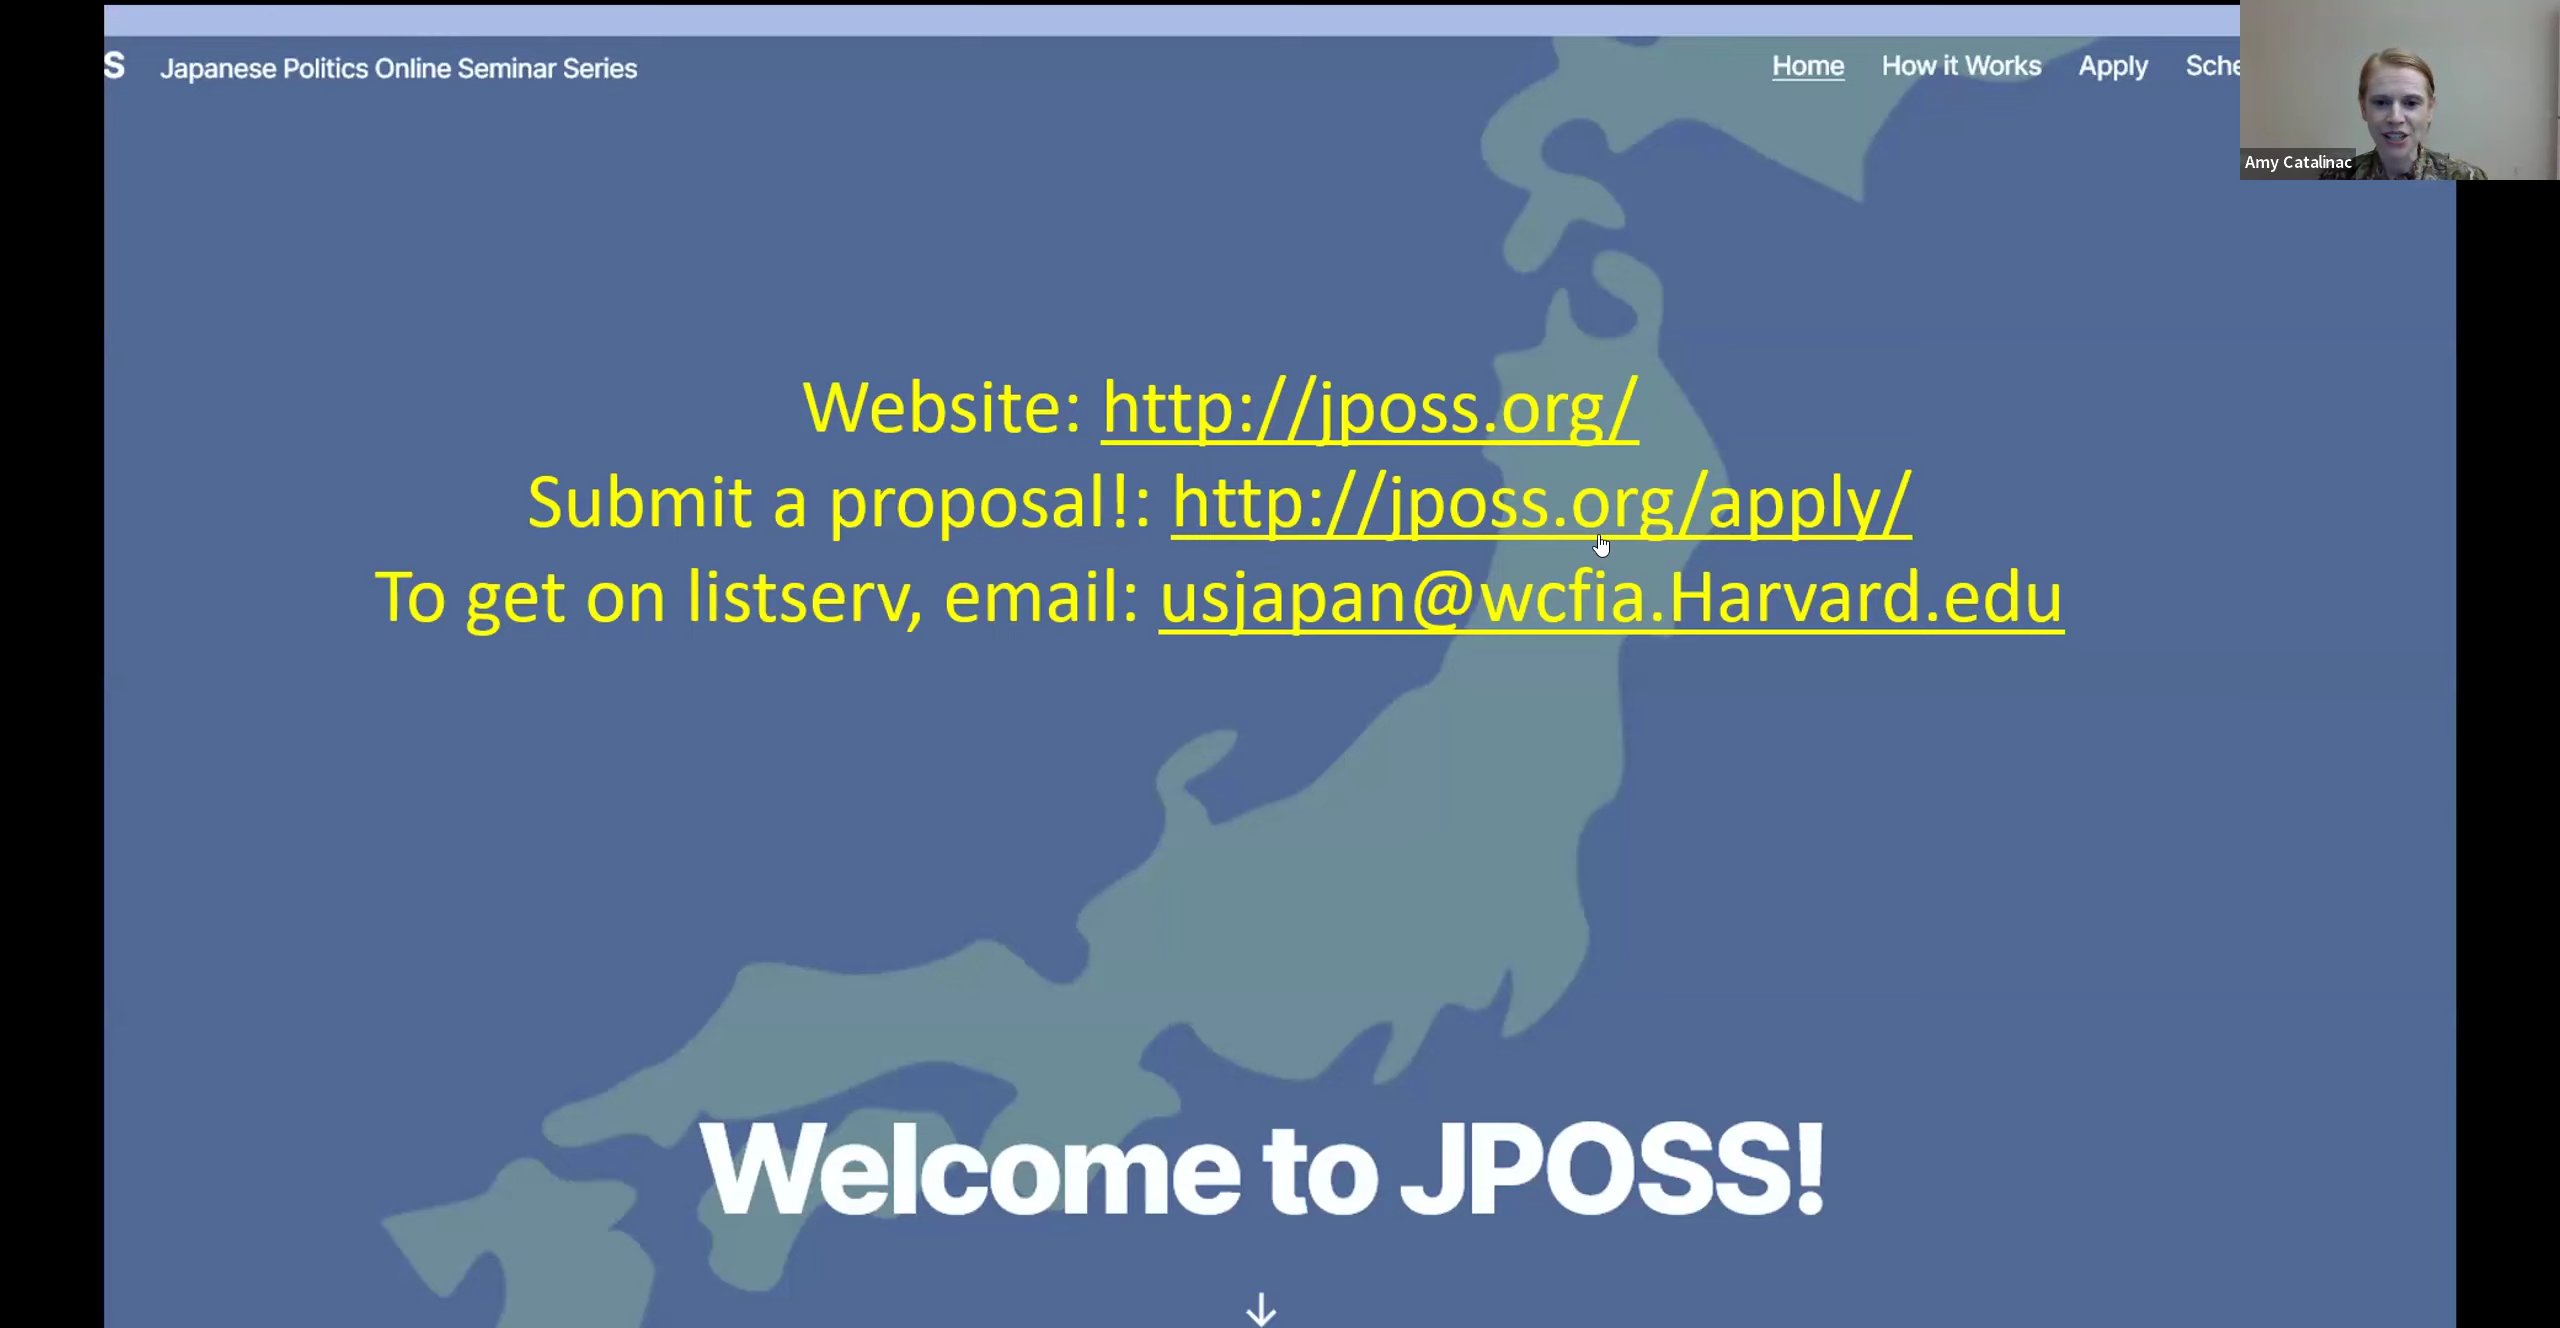 S Japanese Politics Online Seminar Series
Home How it Works Apply Sche
Amy Catalinac
Website: http://jposs.org/
Submit a proposal!: http://jposs.org/apply/
To get on listserv, email: usjapan@wcfia.Harvard.edu
Welcome to JPOSS!